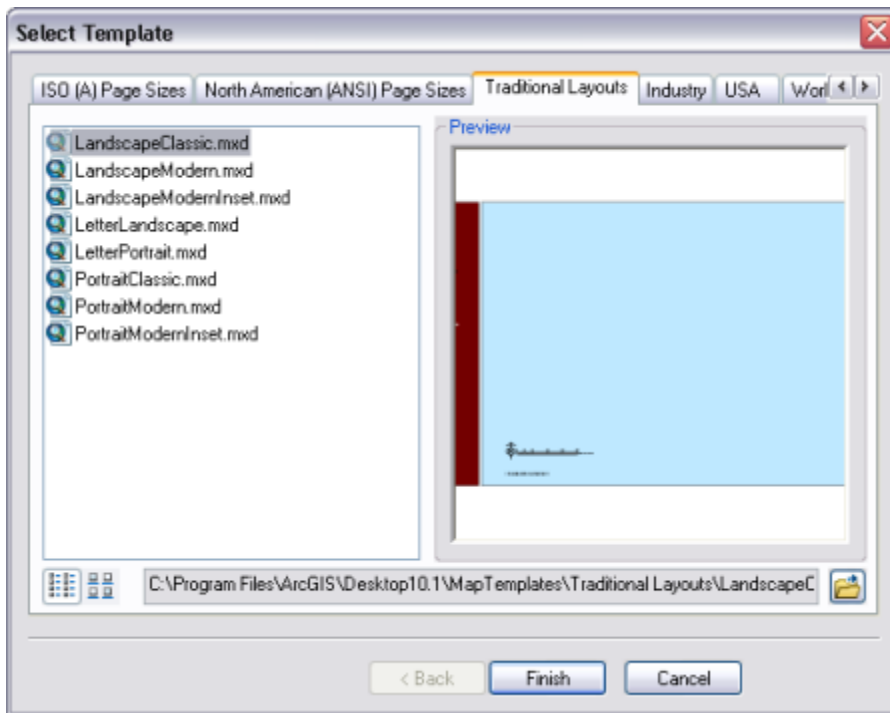 Select Template
ISO (A) Page Sizes North American (ANSI) Page Sizes Traditional Layouts Industry USA Worl
Preview
LandscapeClassic.mxd
LandscapeModern.mxd
LandscapeModernInset.mxd
LetterLandscape.mxd
LetterPortrait.mxd
PortraitClassic.mxd
PortraitModern.mxd
PortraitModernInset.mxd
C:\Program Files\ArcGIS\Desktop10.1\MapTemplates\Traditional Layouts\LandscapeC
< Back Finish Cancel